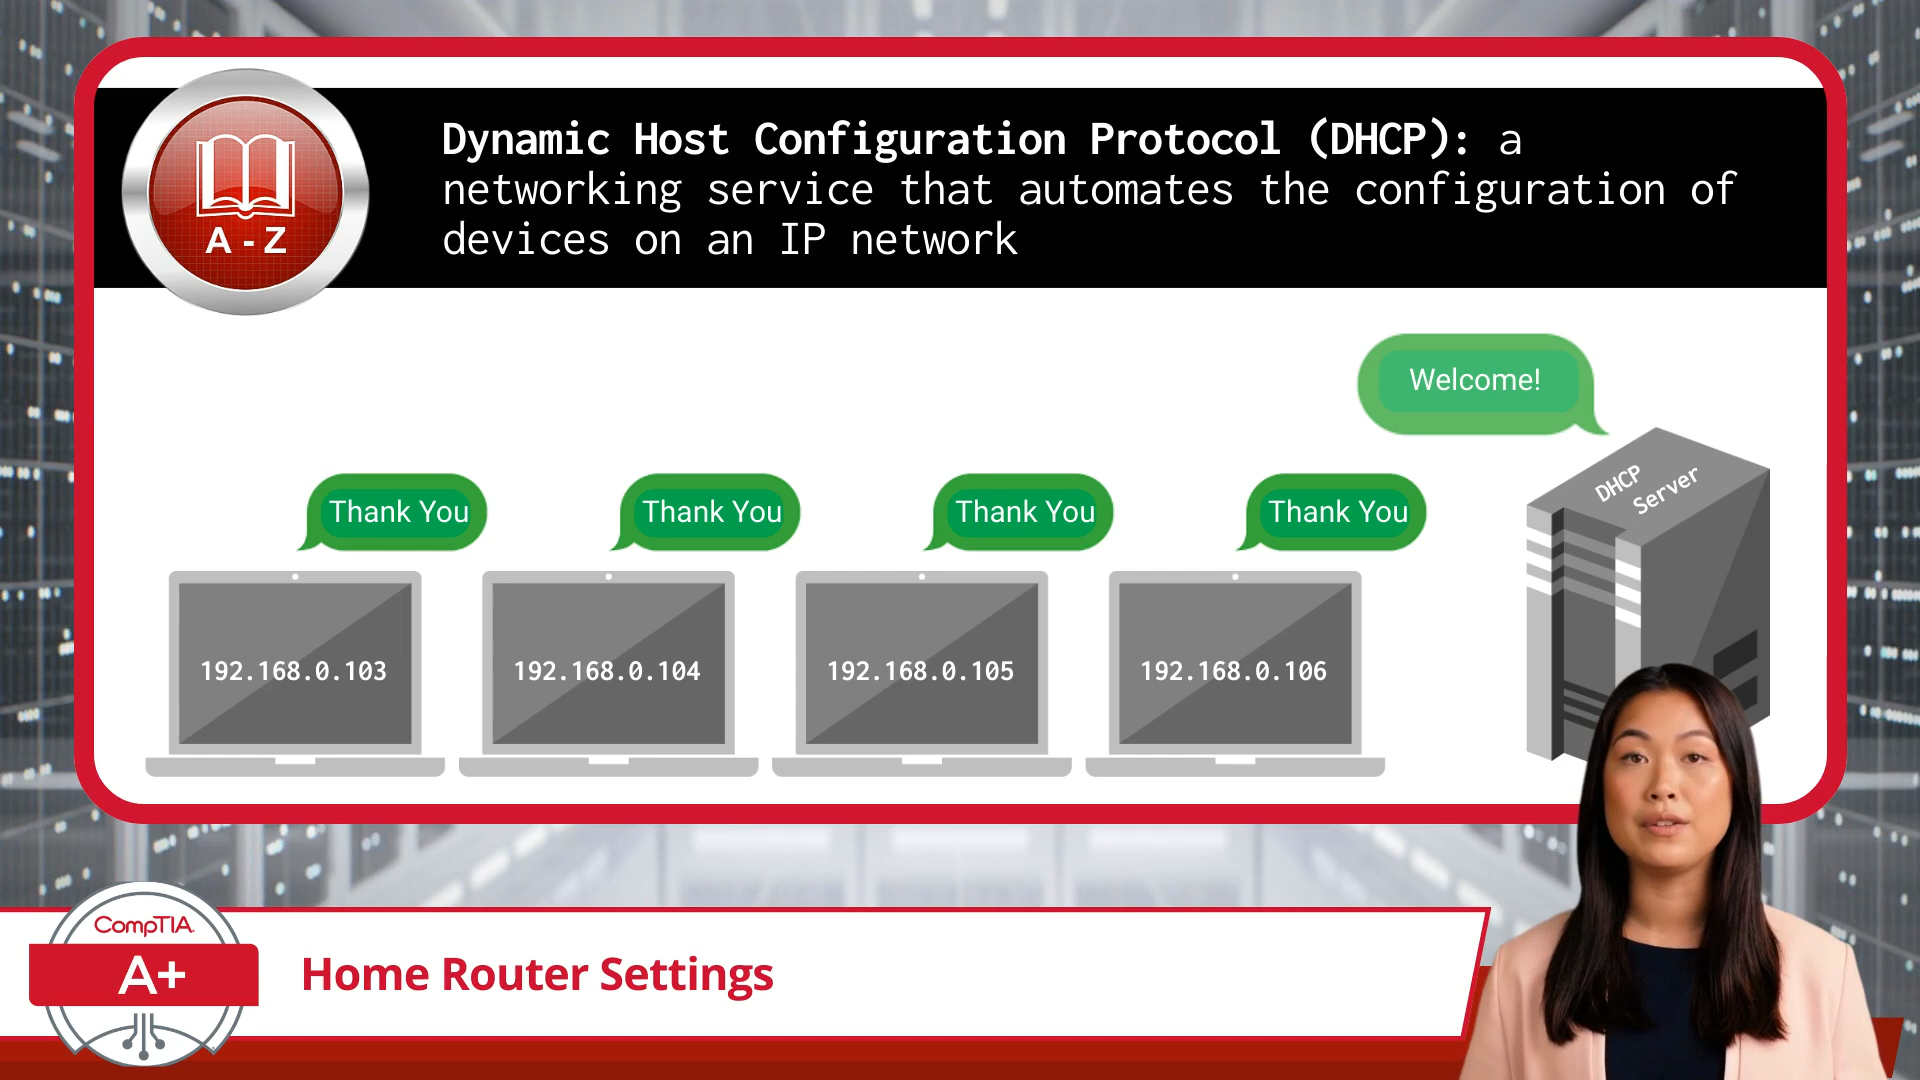 Dynamic Host Configuration Protocol (DHCP): a
networking service that automates the configuration of
devices on an IP network
A - Z
Welcome!
DHCP
Server
Thank You
Thank You
Thank You
Thank You
192.168.0.103
192.168.0.104
192.168.0.105
192.168.0.106
CompTIA
A+
Home Router Settings